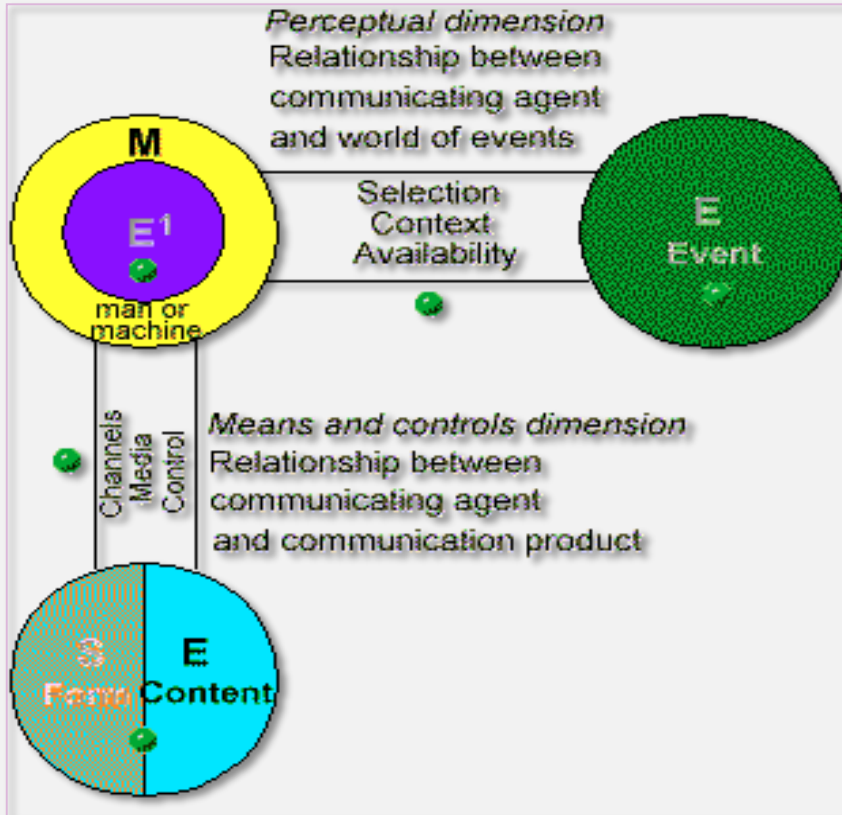 Perceptual dimension
Relationship between
communicating agent
and world of events
M
E¹
man or
machine
Selection
Context
Availability
E
Event
Channels
Media
Control
Means and controls dimension
Relationship between
communicating agent
and communication product
S
Form
E
Content